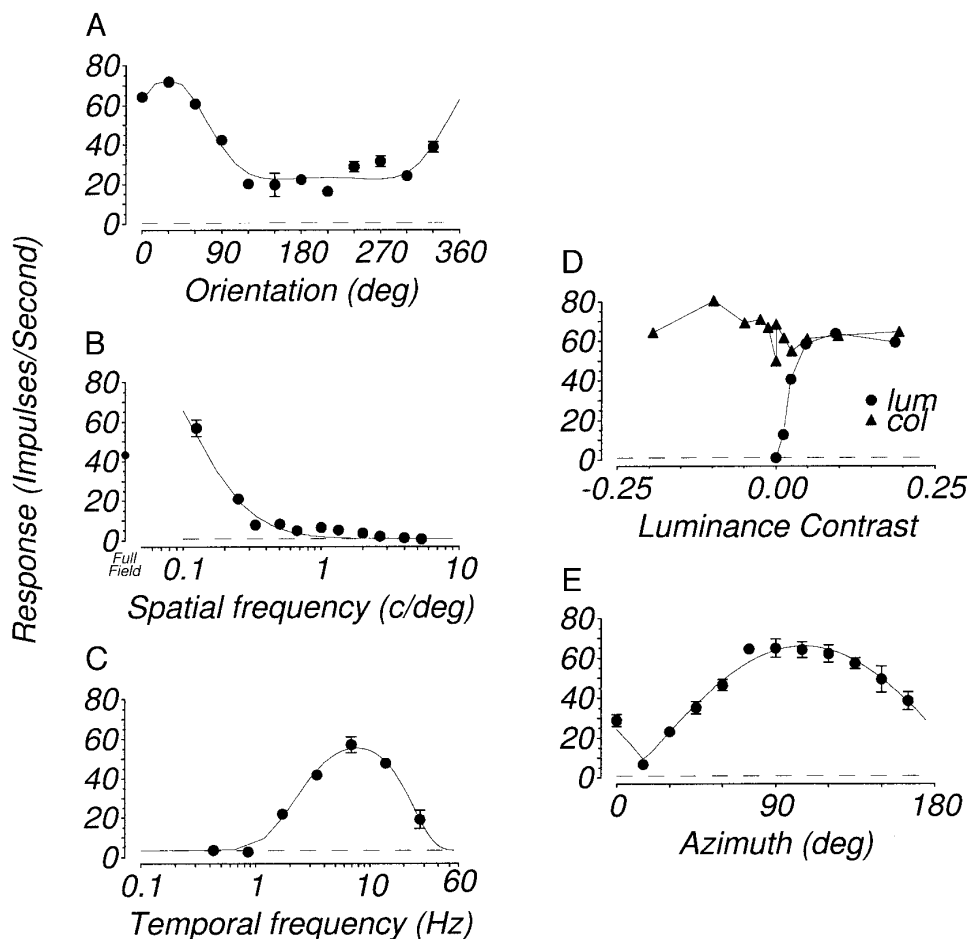 Response (Impulses/Second)
A
80
60
40
20
0
0 90 180 270 360
Orientation (deg)
B
80
60
40
20
0
Full
Field
0.1 1 10
Spatial frequency (c/deg)
C
80
60
40
20
0
0.1 1 10 60
Temporal frequency (Hz)
D
80
60
40
20
0
lum
col
-0.25 0.00 0.25
Luminance Contrast
E
80
60
40
20
0
0 90 180
Azimuth (deg)